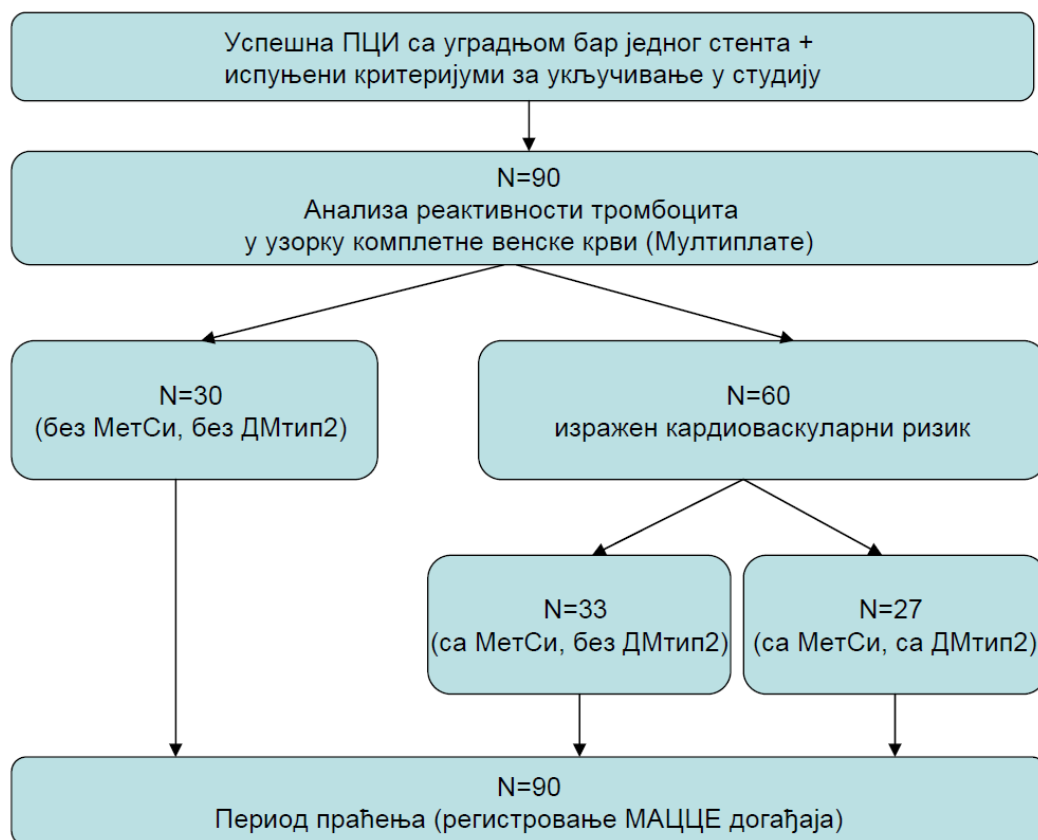 Успешна ПЦИ са уградњом бар једног стента +
испуњени критеријуми за укључивање у студију
N=90
Анализа реактивности тромбоцита
у узорку комплетне венске крви (Мултиплате)
N=30
(без МетСи, без ДМтип2)
N=60
изражен кардиоваскуларни ризик
N=33
(са МетСи, без ДМтип2)
N=27
(са МетСи, са ДМтип2)
N=90
Период праћења (регистровање МАЦЦЕ догађаја)